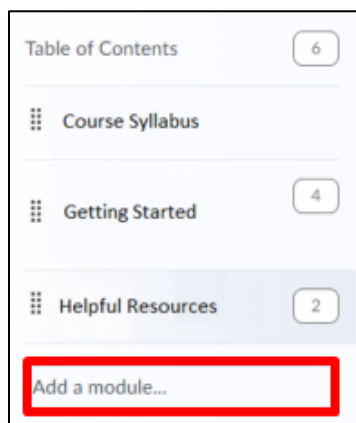 Table of Contents 6
Course Syllabus
Getting Started 4
Helpful Resources 2
Add a module...